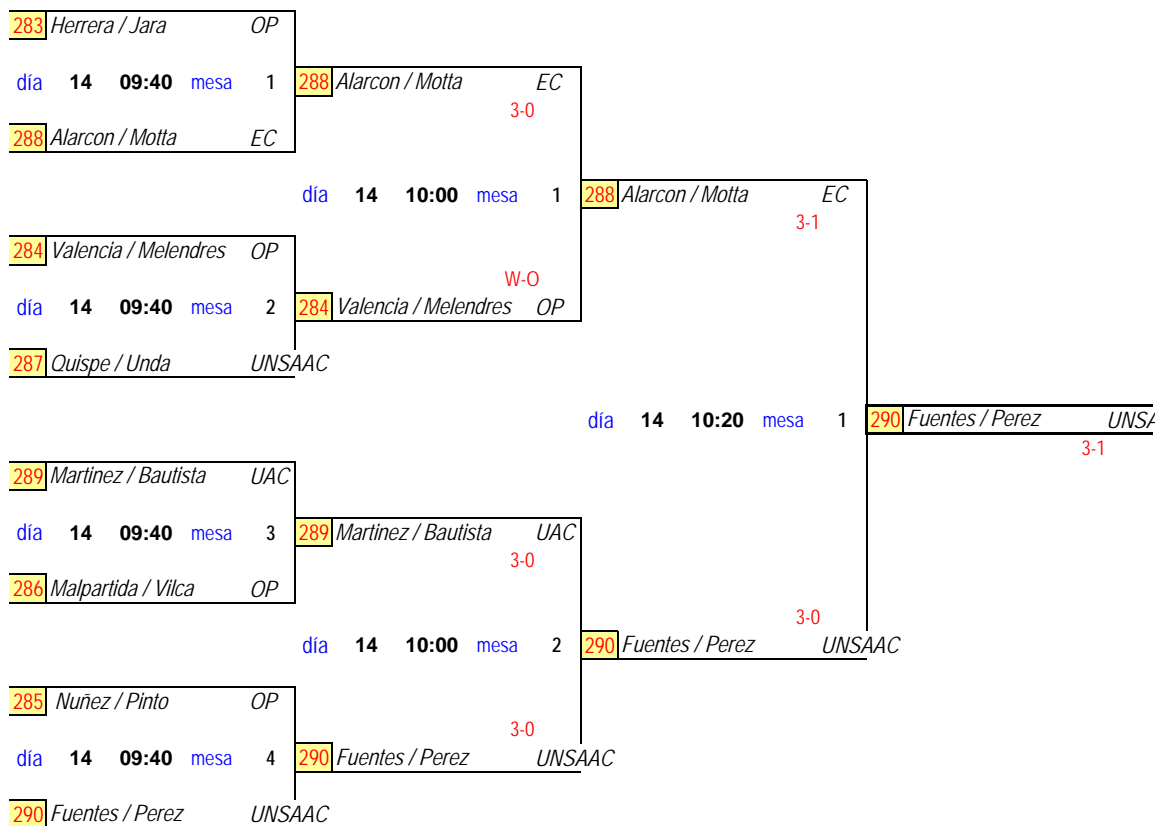 283 Herrera / Jara OP
día 14 09:40 mesa 1 288 Alarcon / Motta EC
3-0
288 Alarcon / Motta EC
día 14 10:00 mesa 1 288 Alarcon / Motta EC
3-1
284 Valencia / Melendres OP
W-O
día 14 09:40 mesa 2 284 Valencia / Melendres OP
287 Quispe / Unda UNSAAC
día 14 10:20 mesa 1 290 Fuentes / Perez UNSA
3-1
289 Martinez / Bautista UAC
día 14 09:40 mesa 3 289 Martinez / Bautista UAC
3-0
286 Malpartida / Vilca OP
3-0
día 14 10:00 mesa 2 290 Fuentes / Perez UNSAAC
285 Nuñez / Pinto OP
3-0
día 14 09:40 mesa 4 290 Fuentes / Perez UNSAAC
290 Fuentes / Perez UNSAAC